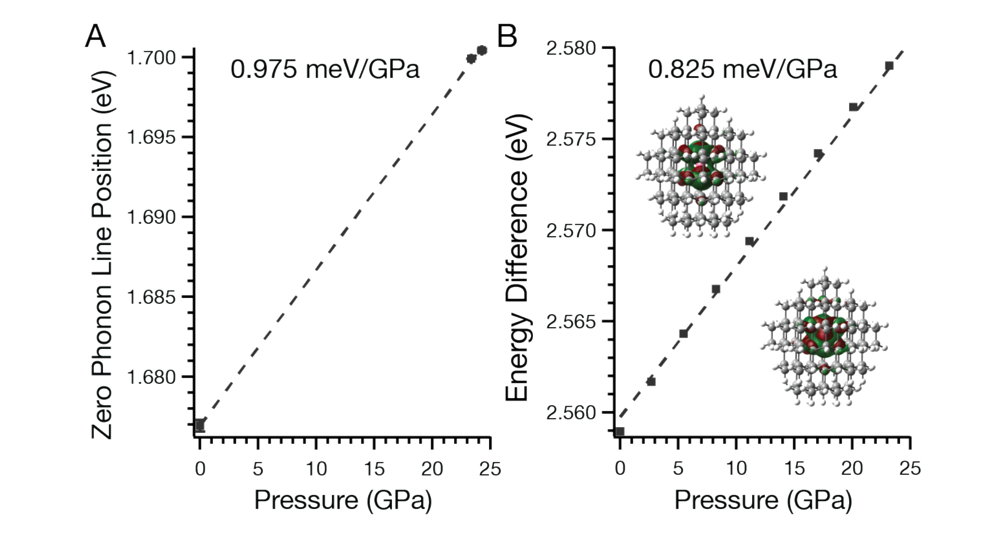 A
0.975 meV/GPa
Zero Phonon Line Position (eV)
1.700
1.695
1.690
1.685
1.680
0 5 10 15 20 25
Pressure (GPa)
B
0.825 meV/GPa
Energy Difference (eV)
2.580
2.575
2.570
2.565
2.560
0 5 10 15 20 25
Pressure (GPa)